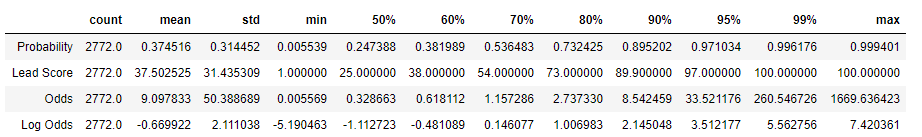 count mean std min 50% 60% 70% 80% 90% 95% 99% max
Probability 2772.0 0.374516 0.314452 0.005539 0.247388 0.381989 0.536483 0.732425 0.895202 0.971034 0.996176 0.999401
Lead Score 2772.0 37.502525 31.435309 1.000000 25.000000 38.000000 54.000000 73.000000 89.900000 97.000000 100.000000 100.000000
Odds 2772.0 9.097833 50.388689 0.005569 0.328663 0.618112 1.157286 2.737330 8.542459 33.521176 260.546726 1669.636423
Log Odds 2772.0 -0.669922 2.111038 -5.190463 -1.112723 -0.481089 0.146077 1.006983 2.145048 3.512177 5.562756 7.420361